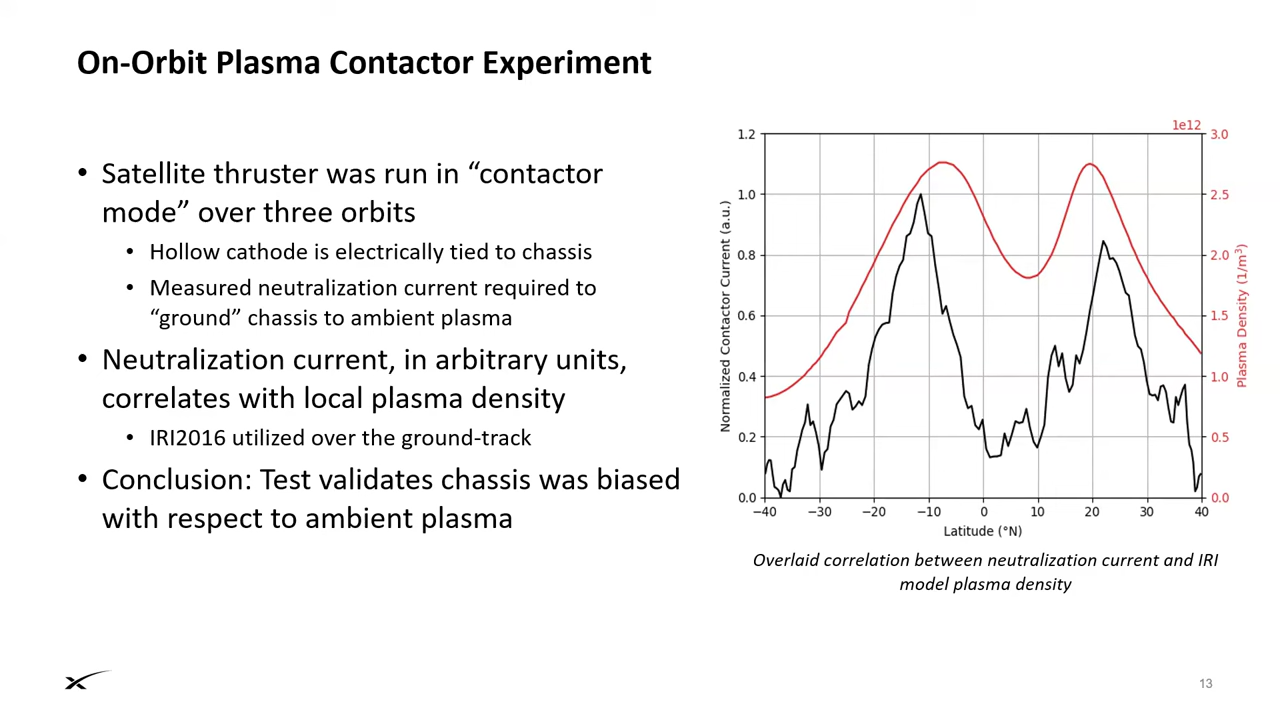 On-Orbit Plasma Contactor Experiment
• Satellite thruster was run in “contactor
mode” over three orbits
• Hollow cathode is electrically tied to chassis
• Measured neutralization current required to
“ground” chassis to ambient plasma
• Neutralization current, in arbitrary units,
correlates with local plasma density
• IRI2016 utilized over the ground-track
• Conclusion: Test validates chassis was biased
with respect to ambient plasma
1e12
1.2
1.0
0.8
0.6
0.4
0.2
0.0
Normalized Contactor Current (a.u.)
3.0
2.5
2.0
1.5
1.0
0.5
0.0
Plasma Density (1/m³)
−40 −30 −20 −10 0 10 20 30 40
Latitude (°N)
Overlaid correlation between neutralization current and IRI
model plasma density
13